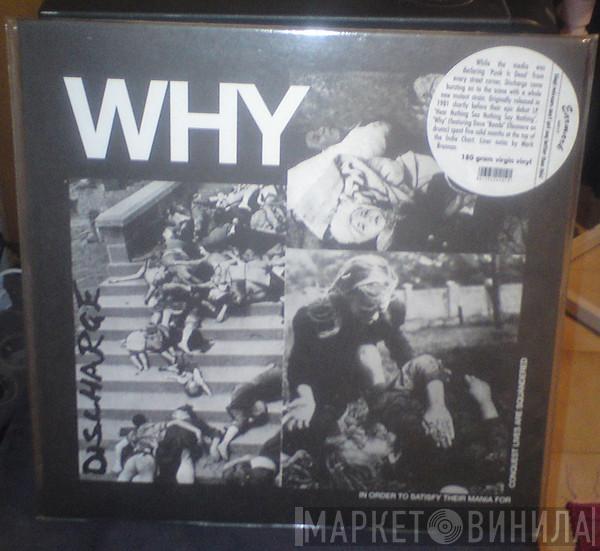 WHY
While the media was
declaring 'Punk Is Dead' from
every street corner, Discharge came
bursting on to the scene with a whole
new mutant strain. Originally released in
1981 shortly before their epic debut LP
'Hear Nothing See Nothing Say Nothing',
'Why' (featuring Dave "Bambi" Ellesmere on
drums) spent five solid months at the top of
the Indie Chart. Liner notes by Mark
Brennan.
180 gram virgin vinyl
DISCHARGE
CONQUEST LIVES ARE SQUANDERED
IN ORDER TO SATISFY THEIR MANIA FOR
МАРКЕТ ВИНИЛА